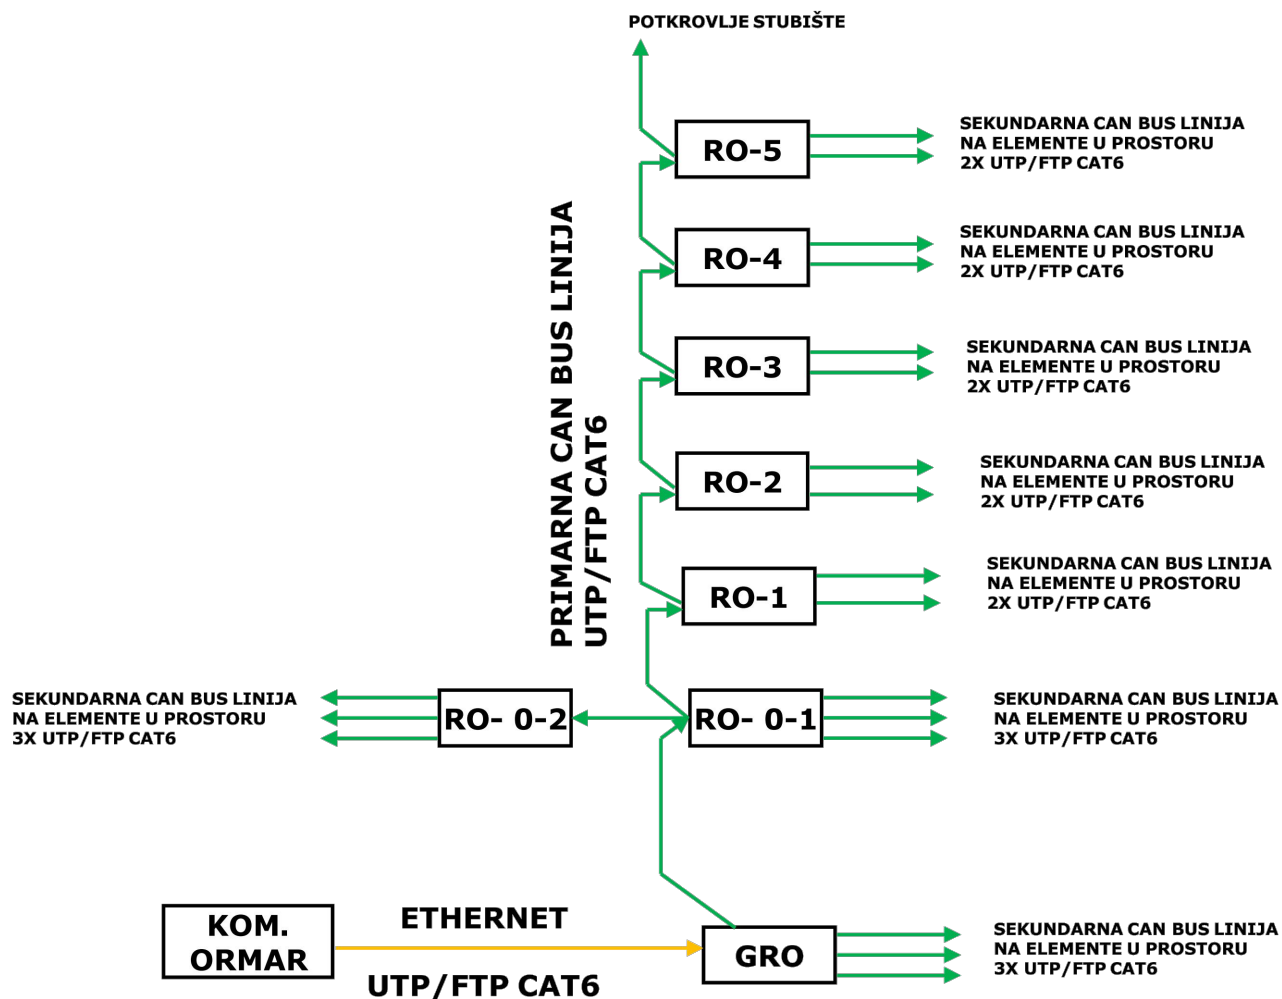 POTKROVLJE STUBIŠTE
RO-5
SEKUNDARNA CAN BUS LINIJA
NA ELEMENTE U PROSTORU
2X UTP/FTP CAT6
RO-4
SEKUNDARNA CAN BUS LINIJA
NA ELEMENTE U PROSTORU
2X UTP/FTP CAT6
PRIMARNA CAN BUS LINIJA
UTP/FTP CAT6
RO-3
SEKUNDARNA CAN BUS LINIJA
NA ELEMENTE U PROSTORU
2X UTP/FTP CAT6
RO-2
SEKUNDARNA CAN BUS LINIJA
NA ELEMENTE U PROSTORU
2X UTP/FTP CAT6
RO-1
SEKUNDARNA CAN BUS LINIJA
NA ELEMENTE U PROSTORU
2X UTP/FTP CAT6
SEKUNDARNA CAN BUS LINIJA
NA ELEMENTE U PROSTORU
3X UTP/FTP CAT6
RO- 0-2
RO- 0-1
SEKUNDARNA CAN BUS LINIJA
NA ELEMENTE U PROSTORU
3X UTP/FTP CAT6
KOM.
ORMAR
ETHERNET
UTP/FTP CAT6
GRO
SEKUNDARNA CAN BUS LINIJA
NA ELEMENTE U PROSTORU
3X UTP/FTP CAT6